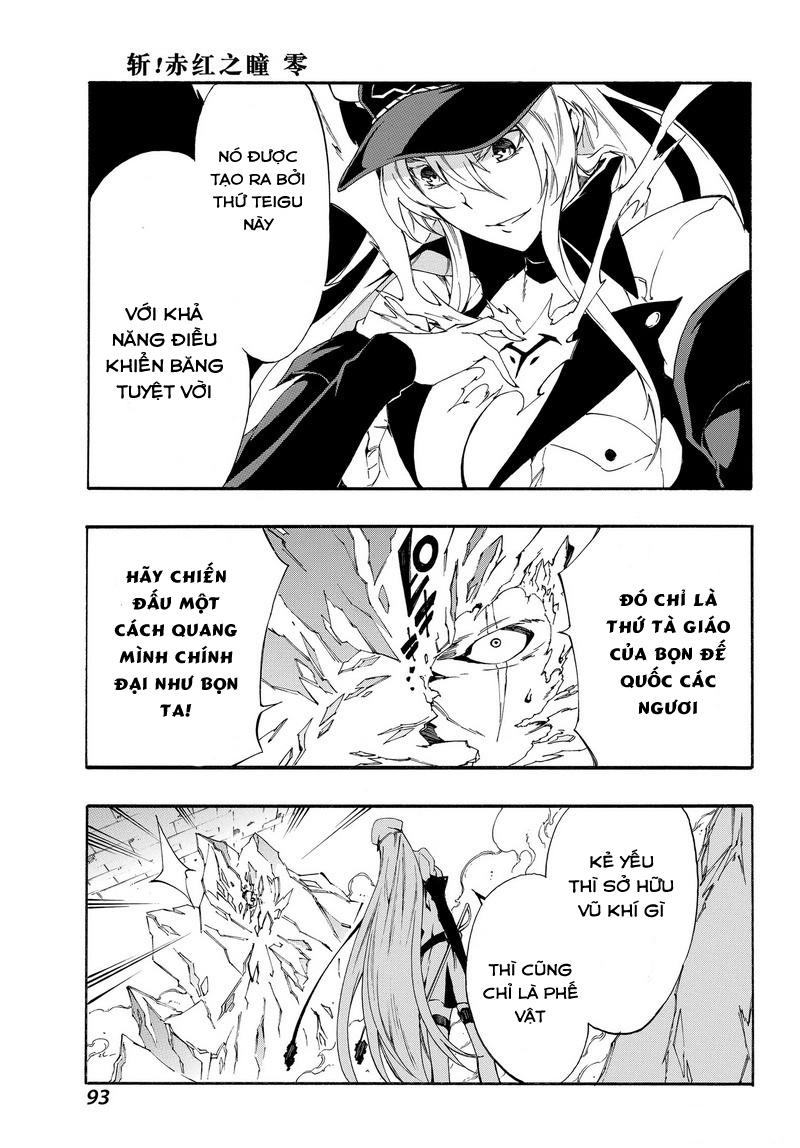 斩!赤红之瞳 零
NÓ ĐƯỢC
TẠO RA BỞI
THỨ TEIGU
NÀY
VỚI KHẢ
NĂNG ĐIỀU
KHIỂN BĂNG
TUYỆT VỜI
ĐÓ CHỈ LÀ
THỨ TÀ GIÁO
CỦA BỌN ĐẾ
QUỐC CÁC
NGƯƠI
HÃY CHIẾN
ĐẤU MỘT
CÁCH QUANG
MÌNH CHÍNH
ĐẠI NHƯ BỌN
TA!
KẺ YẾU
THÌ SỞ HỮU
VŨ KHÍ GÌ
THÌ CŨNG
CHỈ LÀ PHẾ
VẬT
93